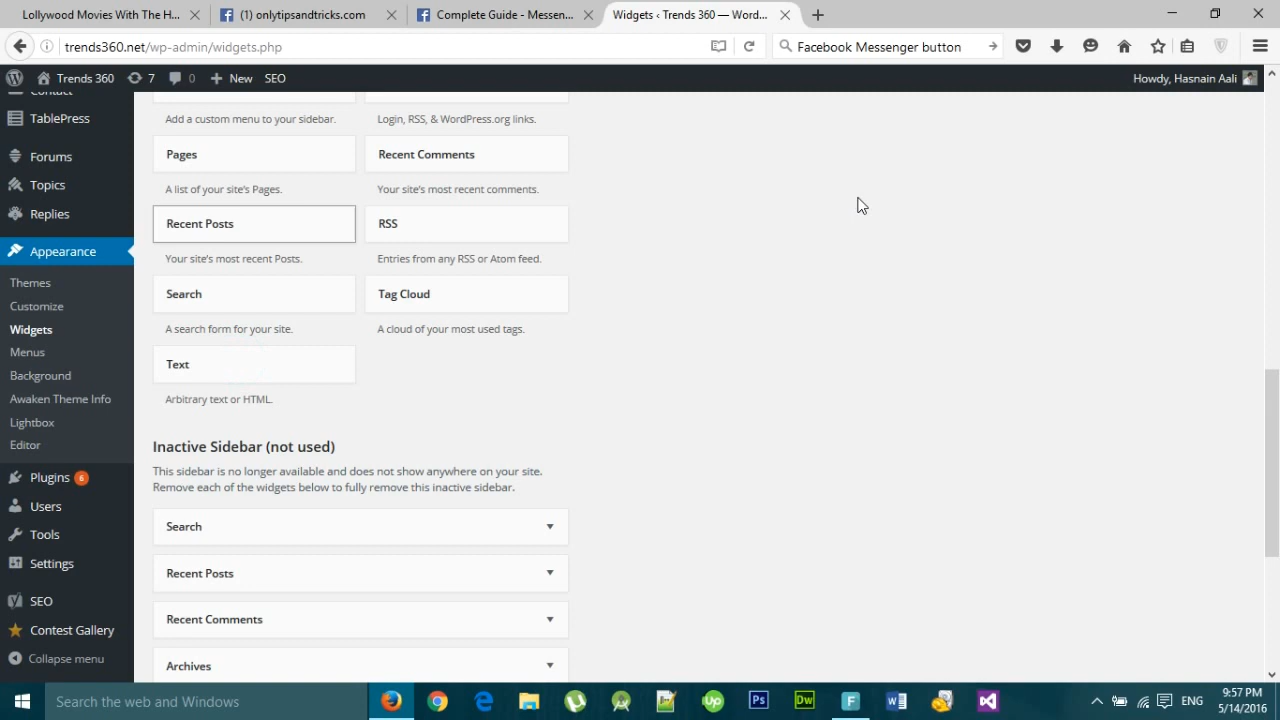 Lollywood Movies With The H...
(1) onlytipsandtricks.com
Complete Guide - Messen...
Widgets ‹ Trends 360 — Wor...
trends360.net/wp-admin/widgets.php
Facebook Messenger button
Trends 360
7
0
New
SEO
Howdy, Hasnain Aali
Contact
TablePress
Forums
Topics
Replies
Appearance
Themes
Customize
Widgets
Menus
Background
Awaken Theme Info
Lightbox
Editor
Plugins 6
Users
Tools
Settings
SEO
Contest Gallery
Collapse menu
Add a custom menu to your sidebar.
Login, RSS, & WordPress.org links.
Pages
Recent Comments
A list of your site's Pages.
Your site's most recent comments.
Recent Posts
RSS
Your site's most recent Posts.
Entries from any RSS or Atom feed.
Search
Tag Cloud
A search form for your site.
A cloud of your most used tags.
Text
Arbitrary text or HTML.
Inactive Sidebar (not used)
This sidebar is no longer available and does not show anywhere on your site.
Remove each of the widgets below to fully remove this inactive sidebar.
Search
Recent Posts
Recent Comments
Archives
Search the web and Windows
Up
Ps
Dw
F
ENG
9:57 PM
5/14/2016